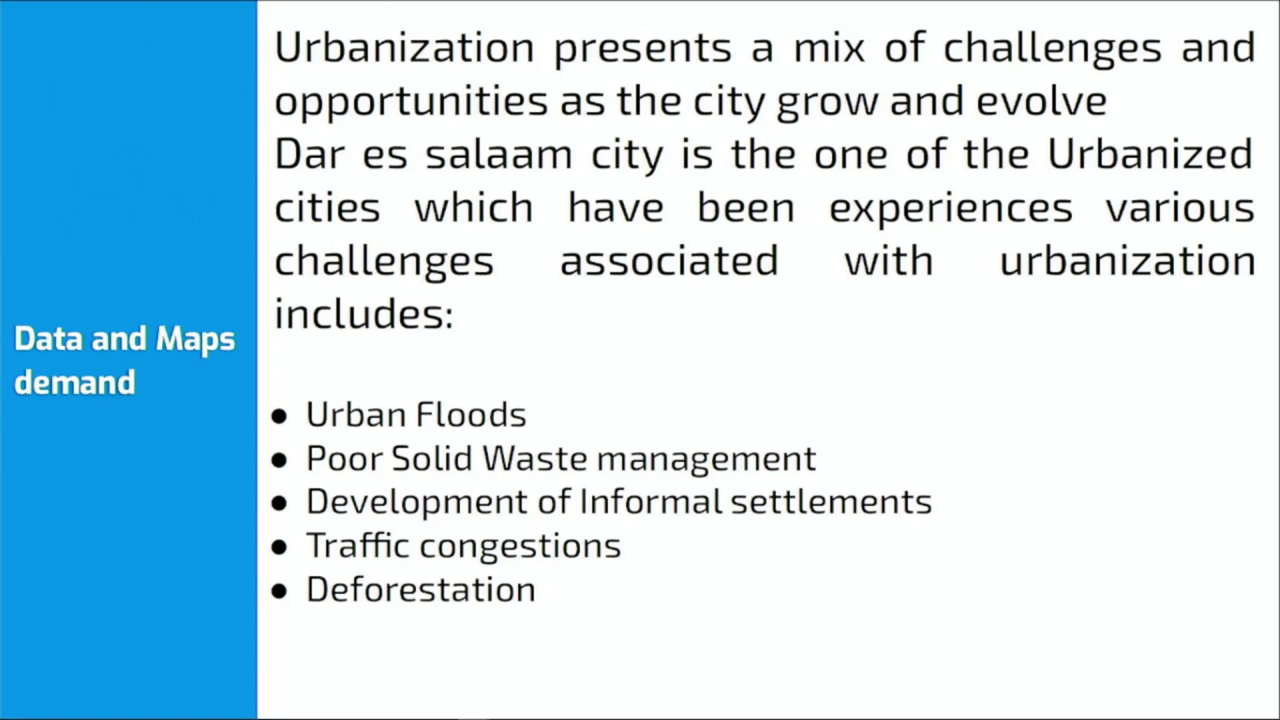 Data and Maps
demand
Urbanization presents a mix of challenges and
opportunities as the city grow and evolve
Dar es salaam city is the one of the Urbanized
cities which have been experiences various
challenges associated with urbanization
includes:
● Urban Floods
● Poor Solid Waste management
● Development of Informal settlements
● Traffic congestions
● Deforestation